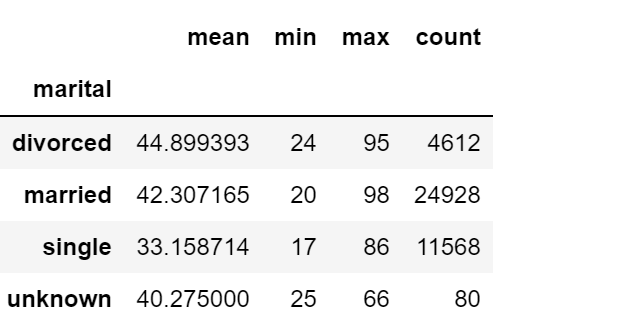 mean min max count
marital
divorced 44.899393 24 95 4612
married 42.307165 20 98 24928
single 33.158714 17 86 11568
unknown 40.275000 25 66 80